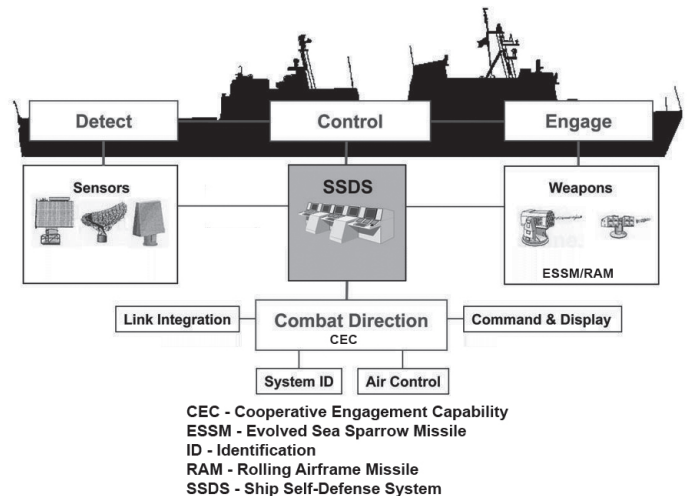 Detect
Control
Engage
Sensors
SSDS
Weapons
ESSM/RAM
Link Integration
Combat Direction
CEC
Command & Display
System ID
Air Control
CEC - Cooperative Engagement Capability
ESSM - Evolved Sea Sparrow Missile
ID - Identification
RAM - Rolling Airframe Missile
SSDS - Ship Self-Defense System